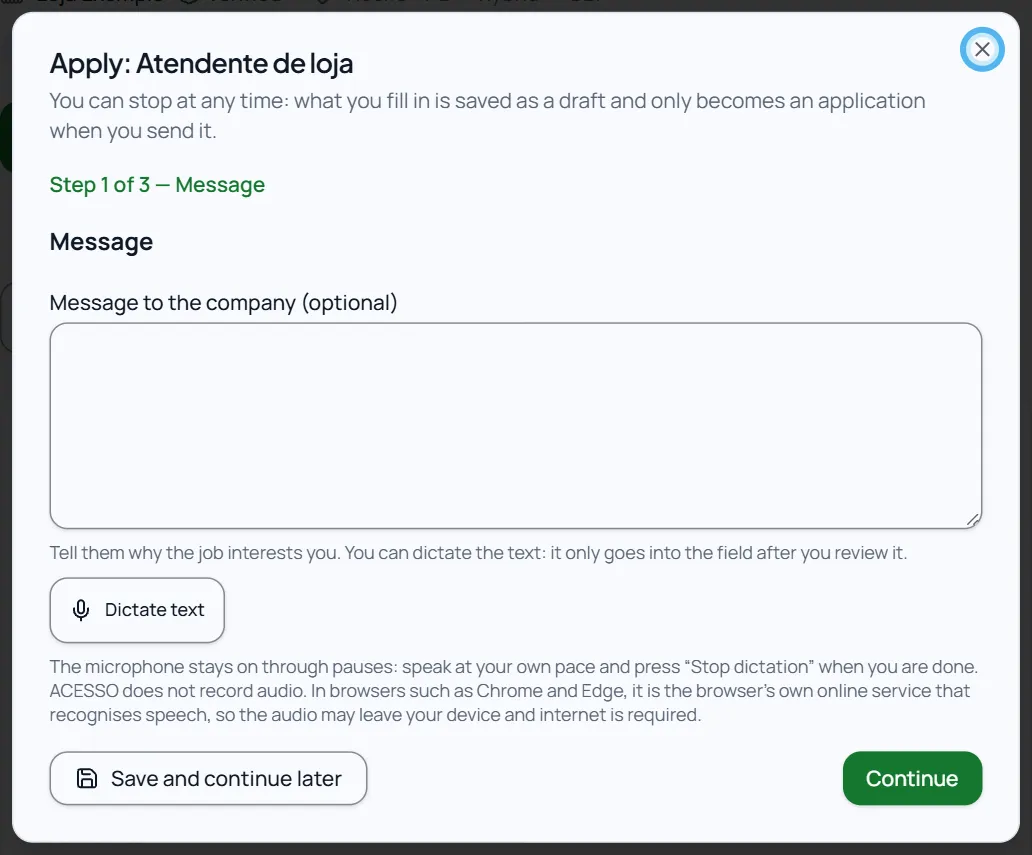 Apply: Atendente de loja
You can stop at any time: what you fill in is saved as a draft and only becomes an application
when you send it.
Step 1 of 3 — Message
Message
Message to the company (optional)
Tell them why the job interests you. You can dictate the text: it only goes into the field after you review it.
Dictate text
The microphone stays on through pauses: speak at your own pace and press “Stop dictation” when you are done.
ACESSO does not record audio. In browsers such as Chrome and Edge, it is the browser’s own online service that
recognises speech, so the audio may leave your device and internet is required.
Save and continue later
Continue